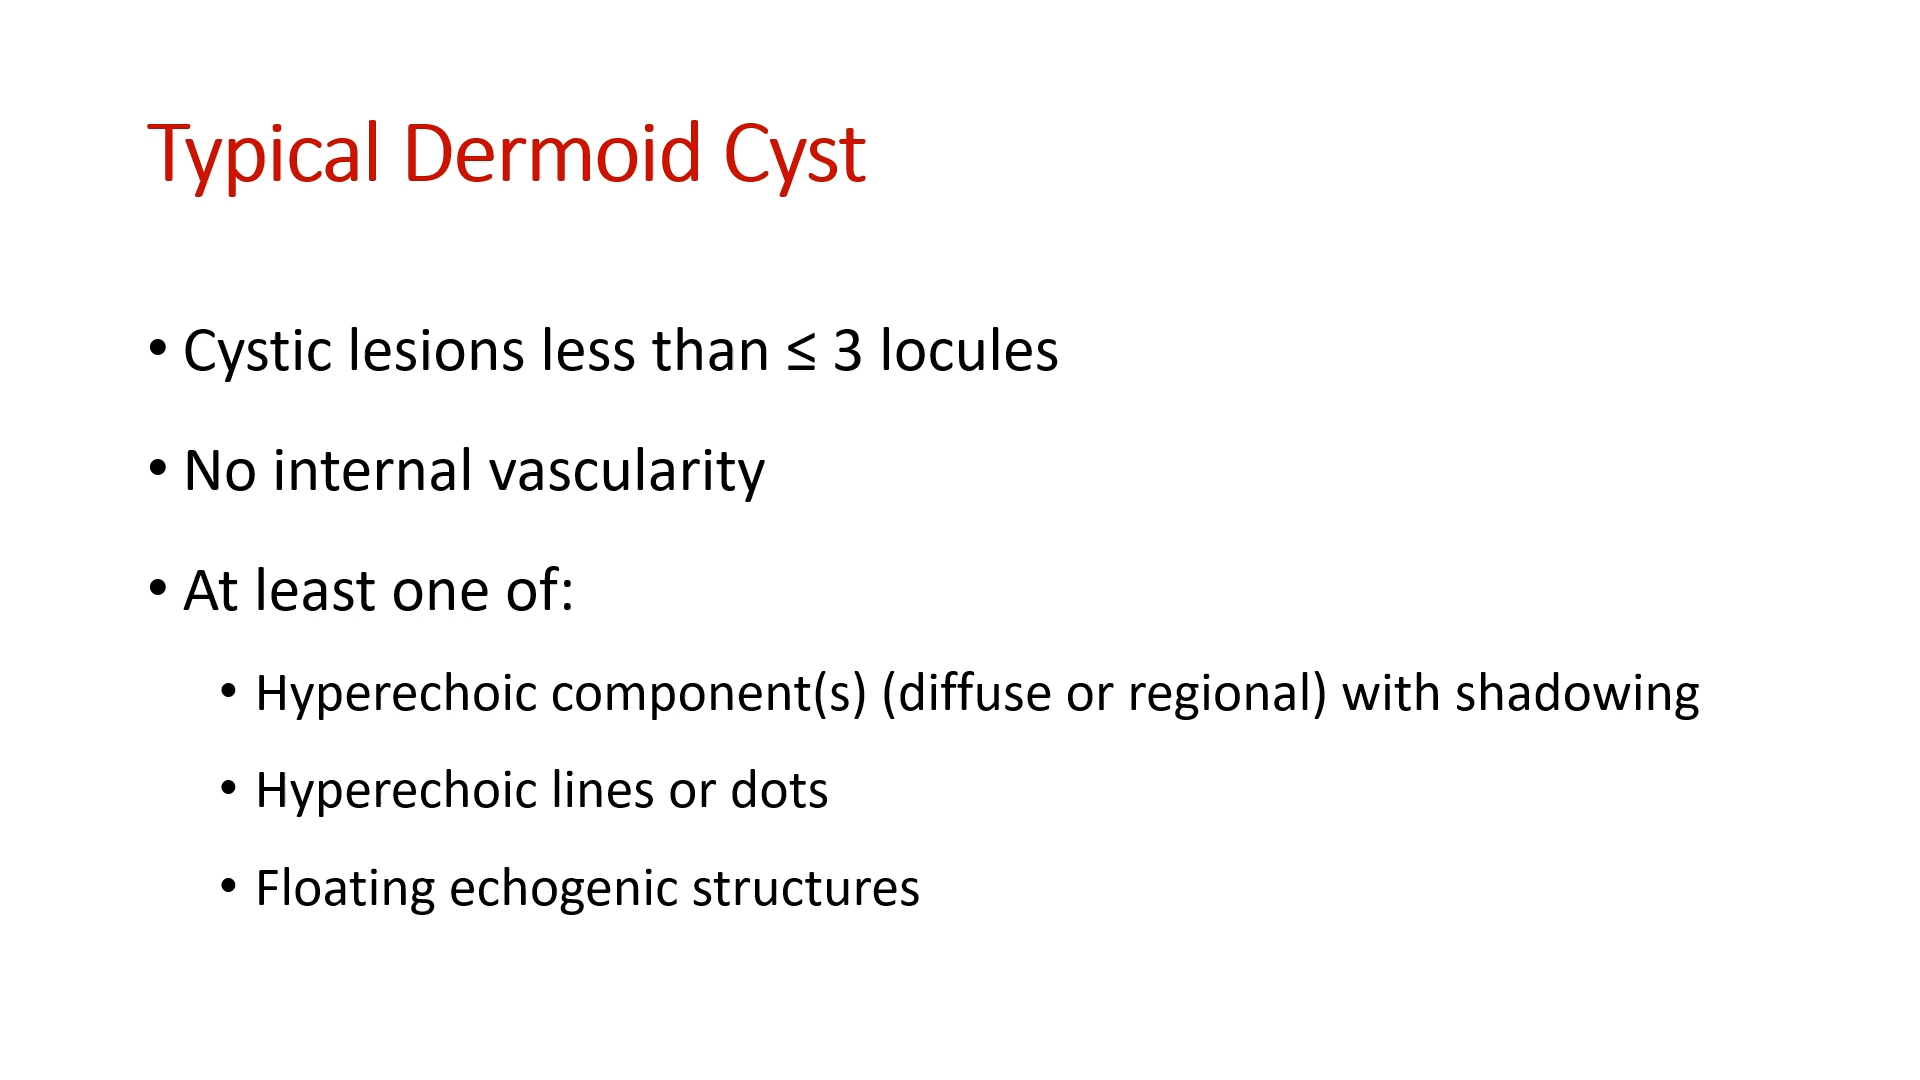 Typical Dermoid Cyst
• Cystic lesions less than ≤ 3 locules
• No internal vascularity
• At least one of:
• Hyperechoic component(s) (diffuse or regional) with shadowing
• Hyperechoic lines or dots
• Floating echogenic structures